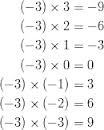 (−3) × 3 = −9
(−3) × 2 = −6
(−3) × 1 = −3
(−3) × 0 = 0
(−3) × (−1) = 3
(−3) × (−2) = 6
(−3) × (−3) = 9